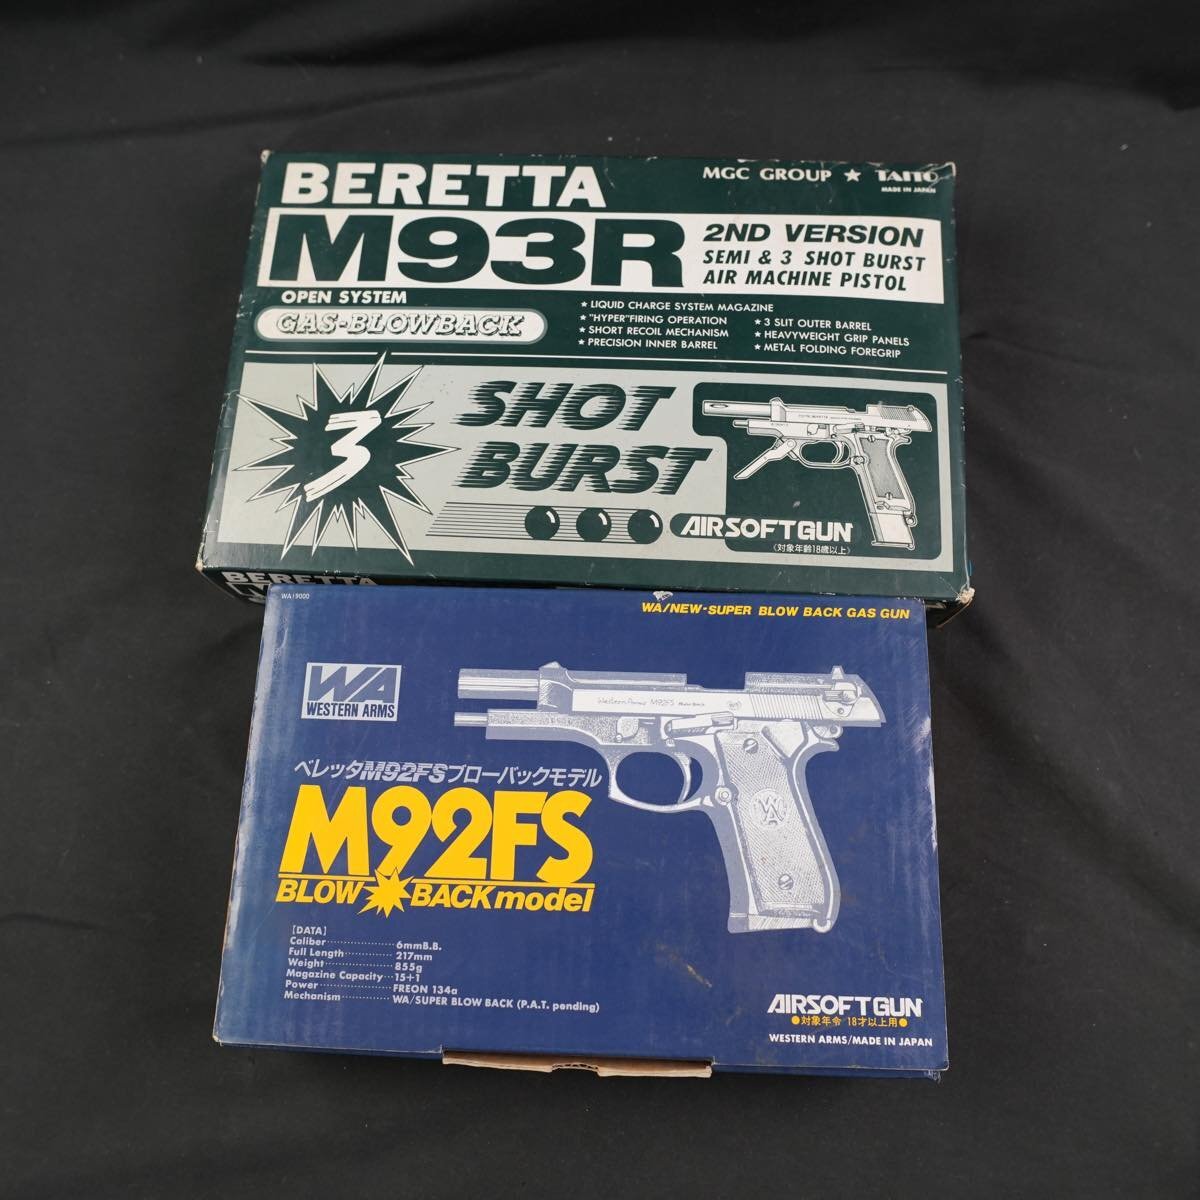 BERETTA
MGC GROUP ★ TAITO
MADE IN JAPAN
M93R
2ND VERSION
SEMI & 3 SHOT BURST
AIR MACHINE PISTOL
OPEN SYSTEM
GAS-BLOWBACK
★ LIQUID CHARGE SYSTEM MAGAZINE
★ "HYPER"FIRING OPERATION
★ SHORT RECOIL MECHANISM
★ PRECISION INNER BARREL
★ 3 SLIT OUTER BARREL
★ HEAVYWEIGHT GRIP PANELS
★ METAL FOLDING FOREGRIP
3
SHOT
BURST
AIRSOFTGUN
(対象年齢18歳以上)
BERETTA
WA19000
WA/NEW-SUPER BLOW BACK GAS GUN
WA
WESTERN ARMS
Western Arms M92FS Blow Back
ベレッタM92FSブローバックモデル
M92FS
BLOW BACK model
WA
[DATA]
Caliber 6mmB.B.
Full Length 217mm
Weight 855g
Magazine Capacity 15+1
Power FREON 134a
Mechanism WA/SUPER BLOW BACK (P.A.T. pending)
AIRSOFTGUN
●対象年令 18才以上用●
WESTERN ARMS/MADE IN JAPAN